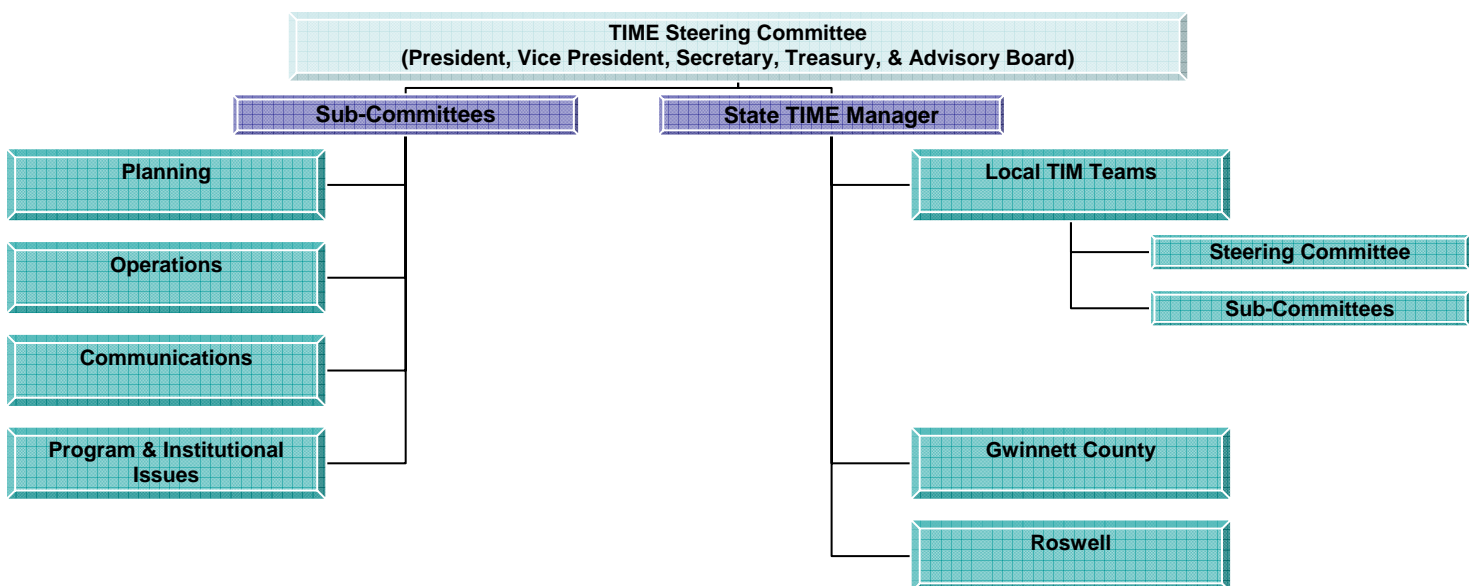 TIME Steering Committee
(President, Vice President, Secretary, Treasury, & Advisory Board)
Sub-Committees
State TIME Manager
Planning
Operations
Communications
Program & Institutional
Issues
Local TIM Teams
Steering Committee
Sub-Committees
Gwinnett County
Roswell